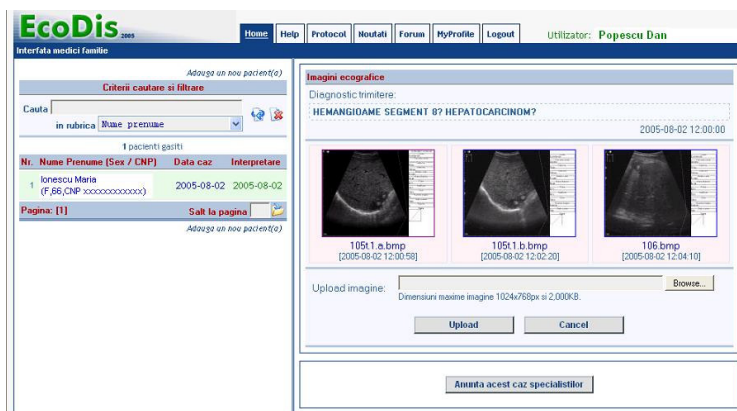 EcoDis 2005
Home Help Protocol Noutati Forum MyProfile Logout Utilizator: Popescu Dan
Interfata medici familie
Adauga un nou pacient(a)
Criterii cautare si filtrare
Cauta
in rubrica Nume prenume
1 pacienti gasiti
Nr. Nume Prenume (Sex / CNP) Data caz Interpretare
1 Ionescu Maria
(F,66,CNP xxxxxxxxxxxx) 2005-08-02 2005-08-02
Pagina: [1] Salt la pagina
Adauga un nou pacient(a)
Imagini ecografice
Diagnostic trimitere:
HEMANGIOAME SEGMENT 8? HEPATOCARCINOM?
2005-08-02 12:00:00
105t.1.a.bmp 105t.1.b.bmp 106.bmp
[2005-08-02 12:00:58] [2005-08-02 12:02:20] [2005-08-02 12:04:10]
Upload imagine: Browse...
Dimensiuni maxime imagine 1024x768px si 2,000KB.
Upload Cancel
Anunta acest caz specialistilor